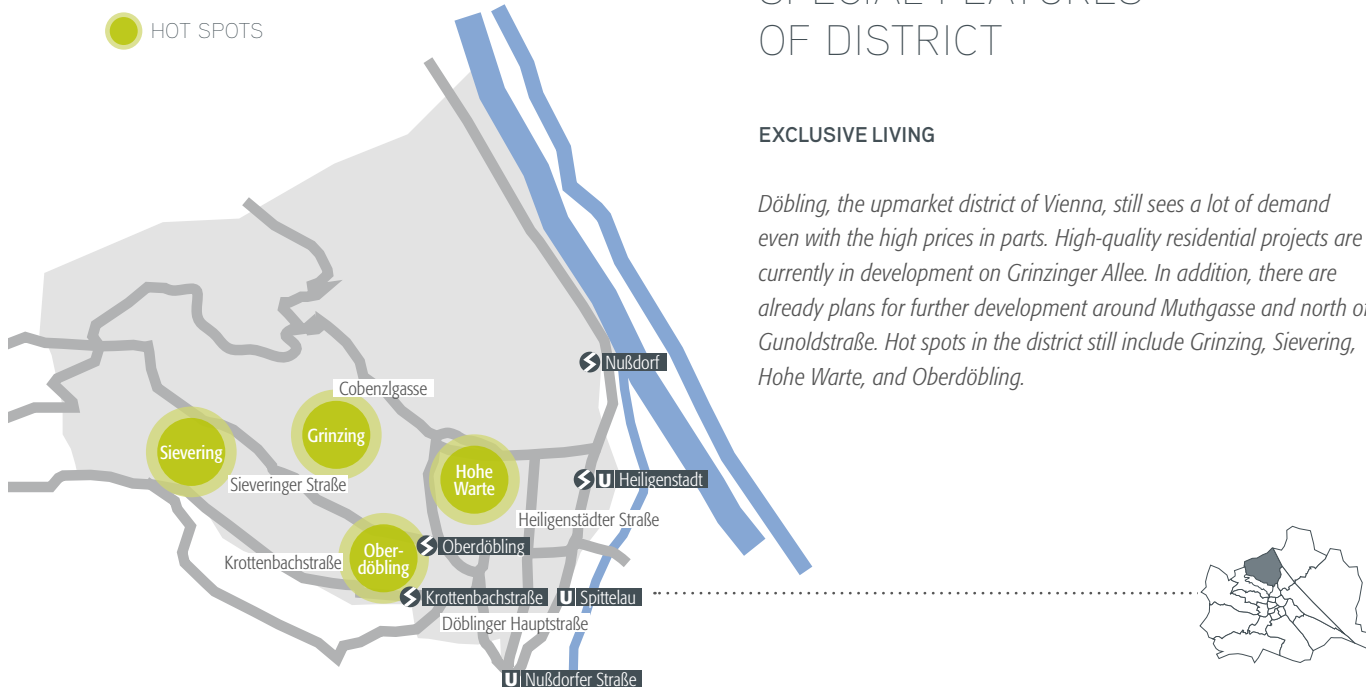 HOT SPOTS
SPECIAL FEATURES
OF DISTRICT
EXCLUSIVE LIVING
Döbling, the upmarket district of Vienna, still sees a lot of demand
even with the high prices in parts. High-quality residential projects are
currently in development on Grinzinger Allee. In addition, there are
already plans for further development around Muthgasse and north of
Gunoldstraße. Hot spots in the district still include Grinzing, Sievering,
Hohe Warte, and Oberdöbling.
Nußdorf
Cobenzlgasse
Grinzing
Sievering
Hohe
Warte
U Heiligenstadt
Sieveringer Straße
Heiligenstädter Straße
Ober-
döbling
Oberdöbling
Krottenbachstraße
Krottenbachstraße
U Spittelau
Döblinger Hauptstraße
U Nußdorfer Straße